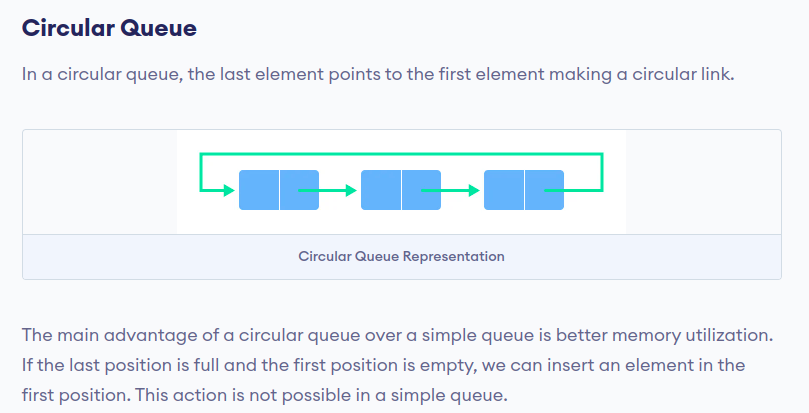 Circular Queue
In a circular queue, the last element points to the first element making a circular link.
Circular Queue Representation
The main advantage of a circular queue over a simple queue is better memory utilization.
If the last position is full and the first position is empty, we can insert an element in the
first position. This action is not possible in a simple queue.